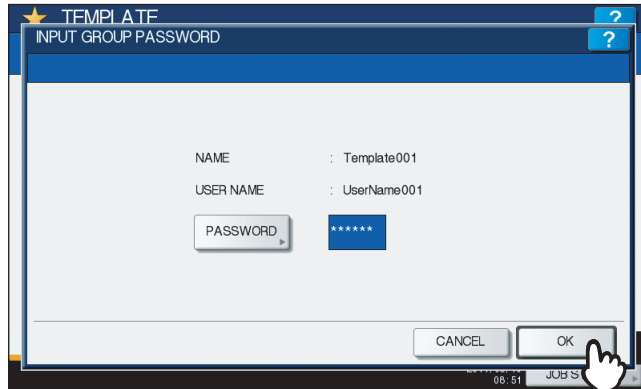 TEMPLATE ?
INPUT GROUP PASSWORD ?
NAME : Template001
USER NAME : UserName001
PASSWORD ******
CANCEL OK
08:51 JOB S